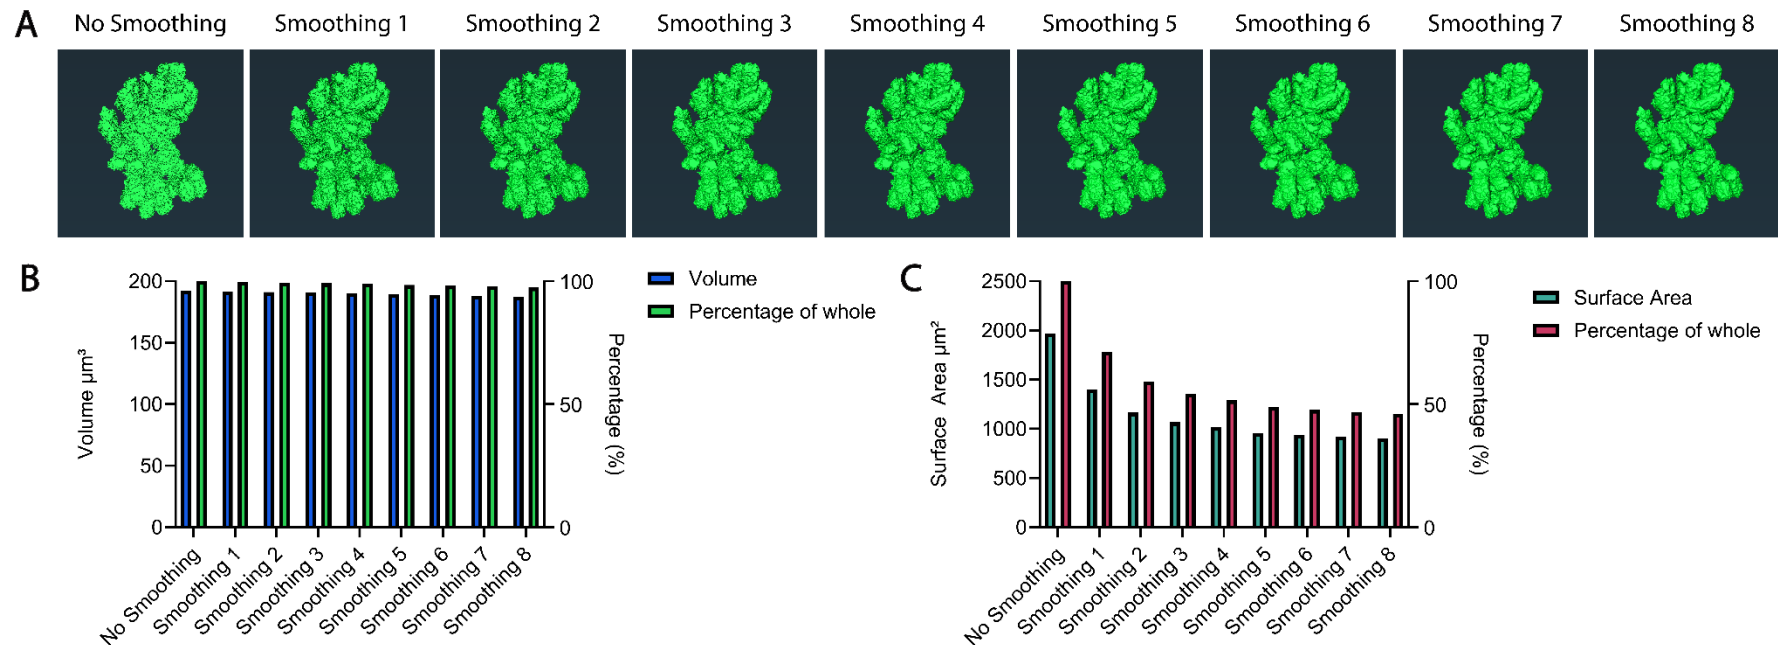 A
No Smoothing
Smoothing 1
Smoothing 2
Smoothing 3
Smoothing 4
Smoothing 5
Smoothing 6
Smoothing 7
Smoothing 8
B
Volume µm³
200
150
100
50
0
100
50
0
Percentage (%)
Volume
Percentage of whole
No Smoothing
Smoothing 1
Smoothing 2
Smoothing 3
Smoothing 4
Smoothing 5
Smoothing 6
Smoothing 7
Smoothing 8
C
Surface Area µm²
2500
2000
1500
1000
500
0
100
50
0
Percentage (%)
Surface Area
Percentage of whole
No Smoothing
Smoothing 1
Smoothing 2
Smoothing 3
Smoothing 4
Smoothing 5
Smoothing 6
Smoothing 7
Smoothing 8